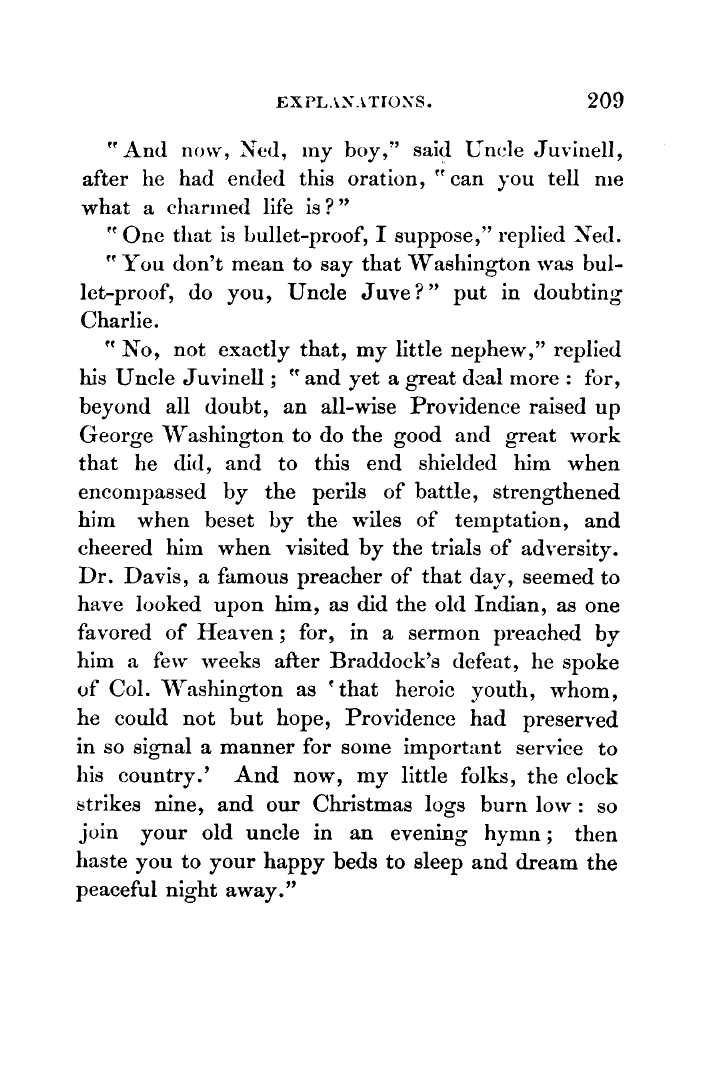 EXPLANATIONS. 209
"And now, Ned, my boy," said Uncle Juvinell,
after he had ended this oration, "can you tell me
what a charmed life is?"
"One that is bullet-proof, I suppose," replied Ned.
"You don't mean to say that Washington was bul-
let-proof, do you, Uncle Juve?" put in doubting
Charlie.
"No, not exactly that, my little nephew," replied
his Uncle Juvinell; "and yet a great deal more: for,
beyond all doubt, an all-wise Providence raised up
George Washington to do the good and great work
that he did, and to this end shielded him when
encompassed by the perils of battle, strengthened
him when beset by the wiles of temptation, and
cheered him when visited by the trials of adversity.
Dr. Davis, a famous preacher of that day, seemed to
have looked upon him, as did the old Indian, as one
favored of Heaven; for, in a sermon preached by
him a few weeks after Braddock's defeat, he spoke
of Col. Washington as 'that heroic youth, whom,
he could not but hope, Providence had preserved
in so signal a manner for some important service to
his country.' And now, my little folks, the clock
strikes nine, and our Christmas logs burn low: so
join your old uncle in an evening hymn; then
haste you to your happy beds to sleep and dream the
peaceful night away."